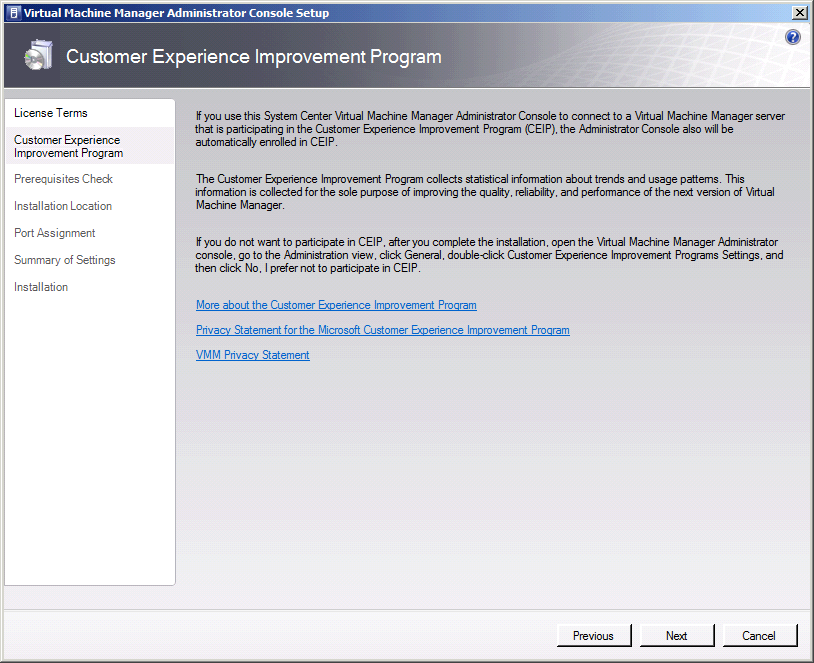 Virtual Machine Manager Administrator Console Setup
Customer Experience Improvement Program
License Terms
Customer Experience
Improvement Program
Prerequisites Check
Installation Location
Port Assignment
Summary of Settings
Installation
If you use this System Center Virtual Machine Manager Administrator Console to connect to a Virtual Machine Manager server
that is participating in the Customer Experience Improvement Program (CEIP), the Administrator Console also will be
automatically enrolled in CEIP.
The Customer Experience Improvement Program collects statistical information about trends and usage patterns. This
information is collected for the sole purpose of improving the quality, reliability, and performance of the next version of Virtual
Machine Manager.
If you do not want to participate in CEIP, after you complete the installation, open the Virtual Machine Manager Administrator
console, go to the Administration view, click General, double-click Customer Experience Improvement Programs Settings, and
then click No, I prefer not to participate in CEIP.
More about the Customer Experience Improvement Program
Privacy Statement for the Microsoft Customer Experience Improvement Program
VMM Privacy Statement
Previous
Next
Cancel